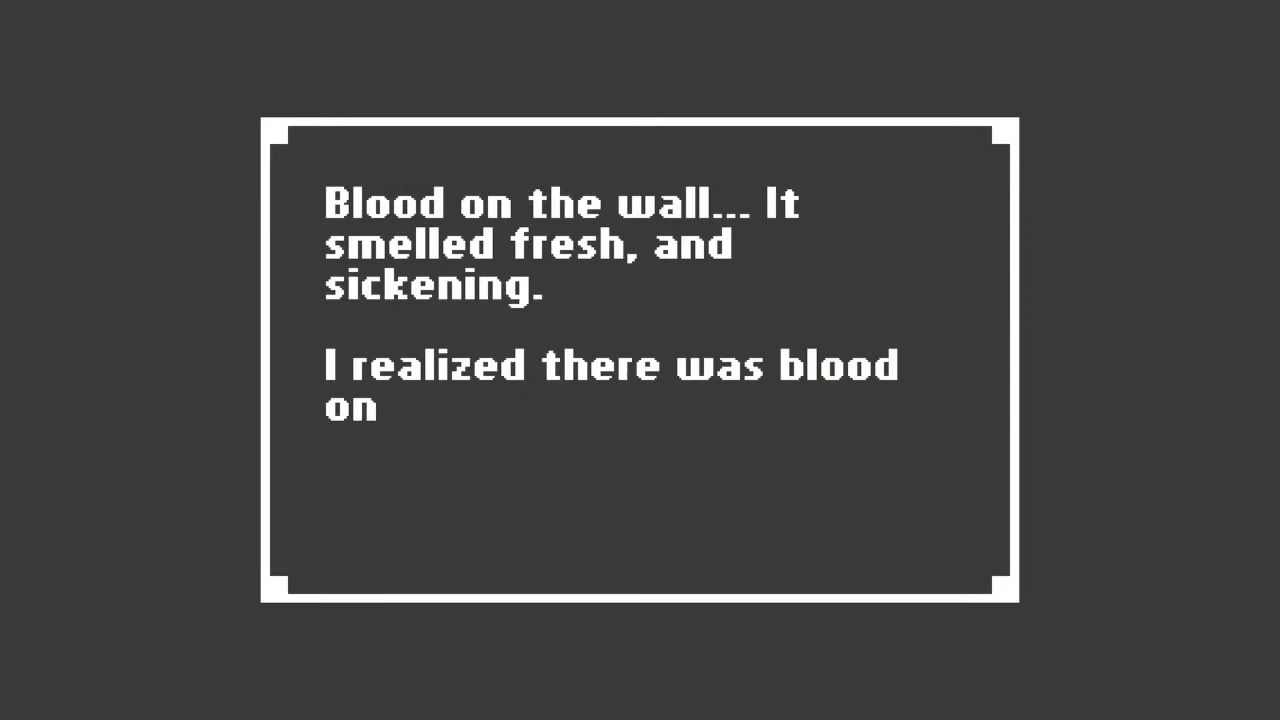 Blood on the wall... It
smelled fresh, and
sickening.
I realized there was blood
on